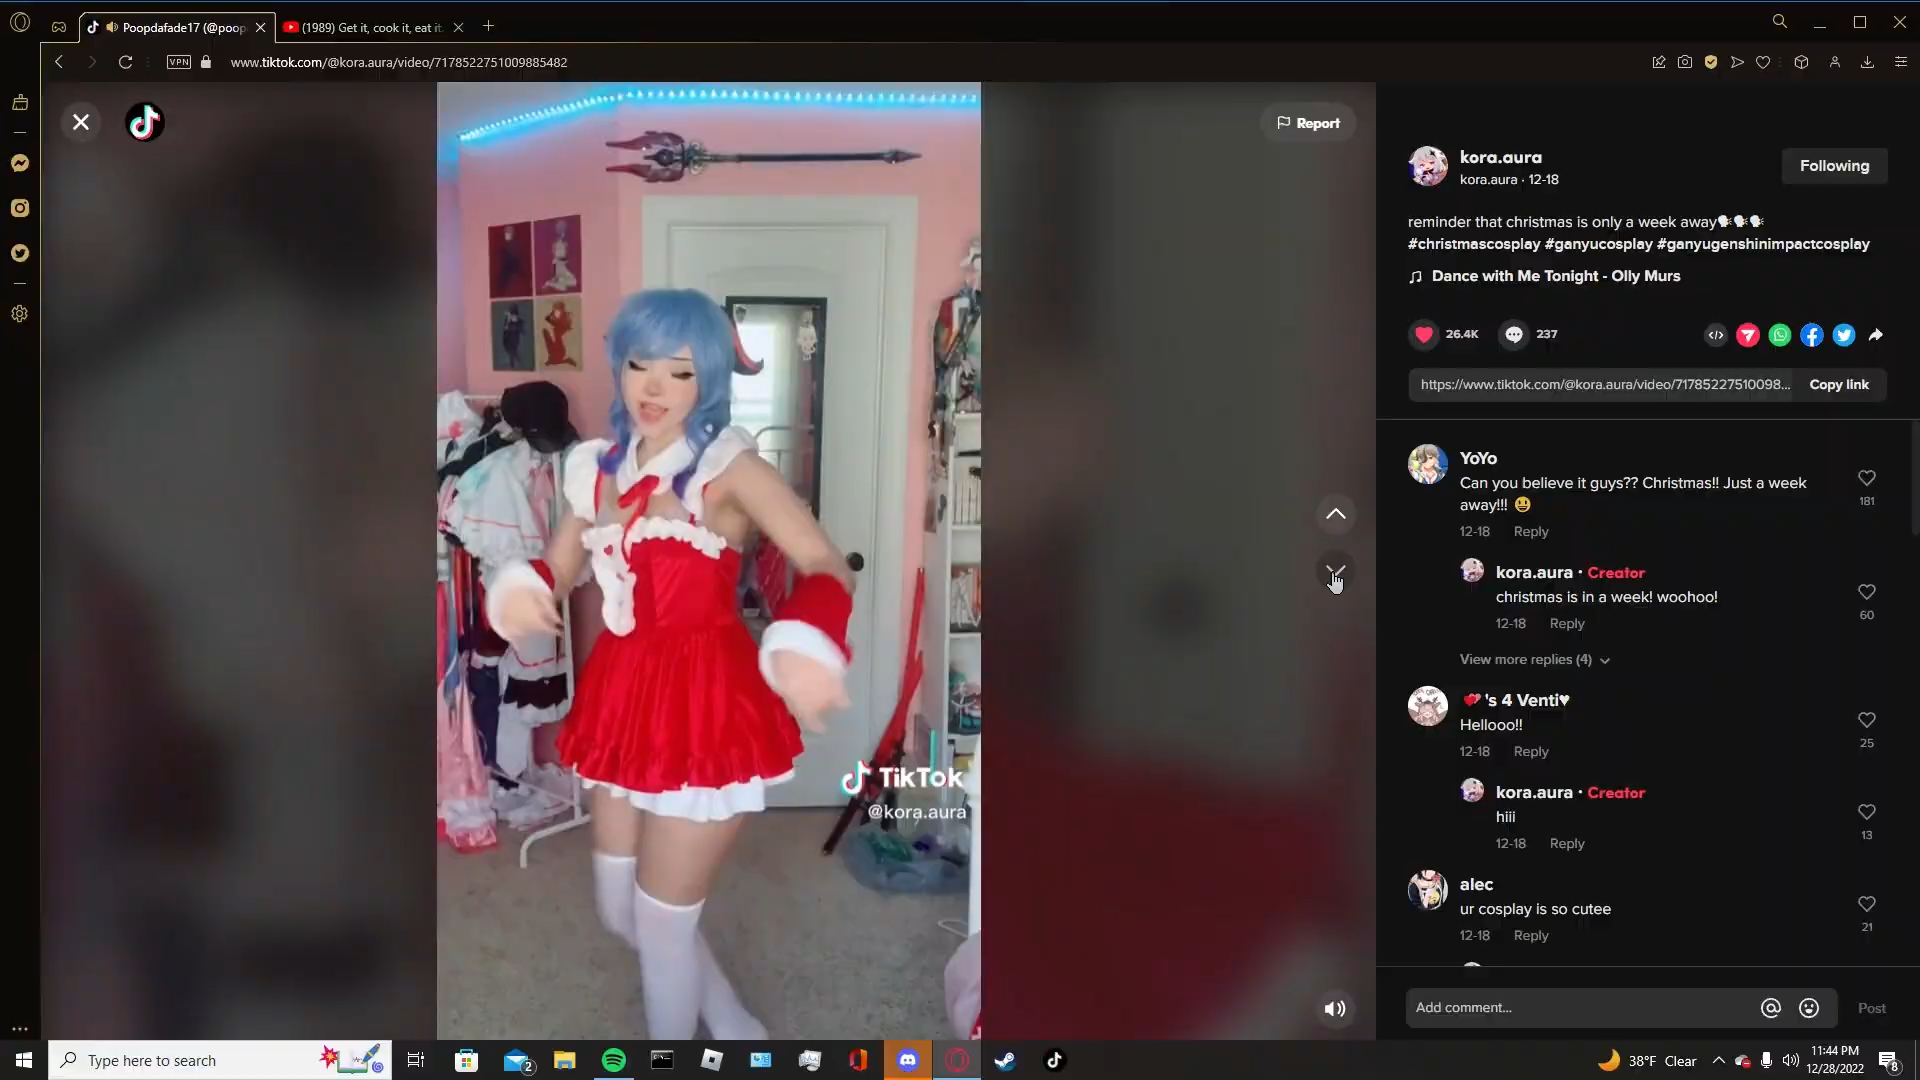 Poopdafade17 (@poop
(1989) Get it, cook it, eat it.
VPN
www.tiktok.com/@kora.aura/video/7178522751009885482
Report
TikTok
@kora.aura
kora.aura
kora.aura · 12-18
Following
reminder that christmas is only a week away🗣🗣🗣
#christmascosplay #ganyucosplay #ganyugenshinimpactcosplay
Dance with Me Tonight - Olly Murs
26.4K
237
https://www.tiktok.com/@kora.aura/video/71785227510098...
Copy link
YoYo
Can you believe it guys?? Christmas!! Just a week
away!!! 😃
181
12-18 Reply
kora.aura · Creator
christmas is in a week! woohoo!
60
12-18 Reply
View more replies (4)
💕's 4 Venti♥
Hellooo!!
25
12-18 Reply
kora.aura · Creator
hiii
13
12-18 Reply
alec
ur cosplay is so cutee
21
12-18 Reply
Add comment...
Post
Type here to search
2
38°F Clear
11:44 PM
12/28/2022
8